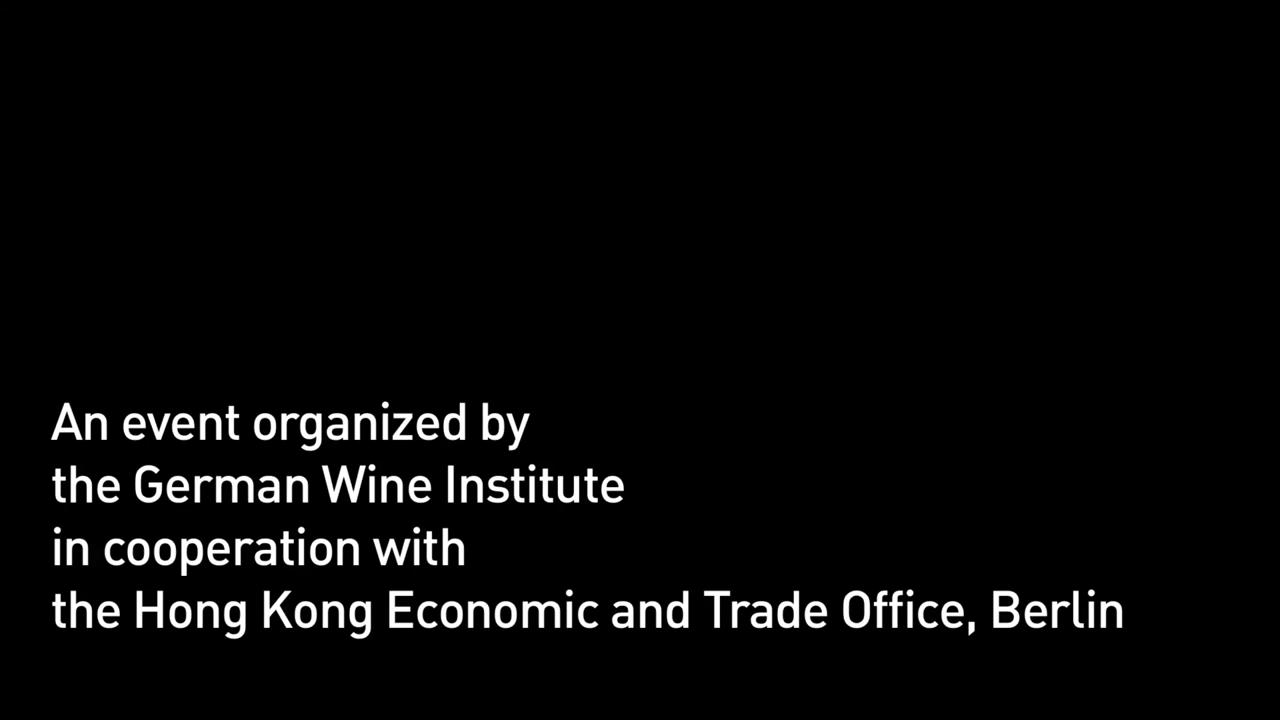 An event organized by
the German Wine Institute
in cooperation with
the Hong Kong Economic and Trade Office, Berlin